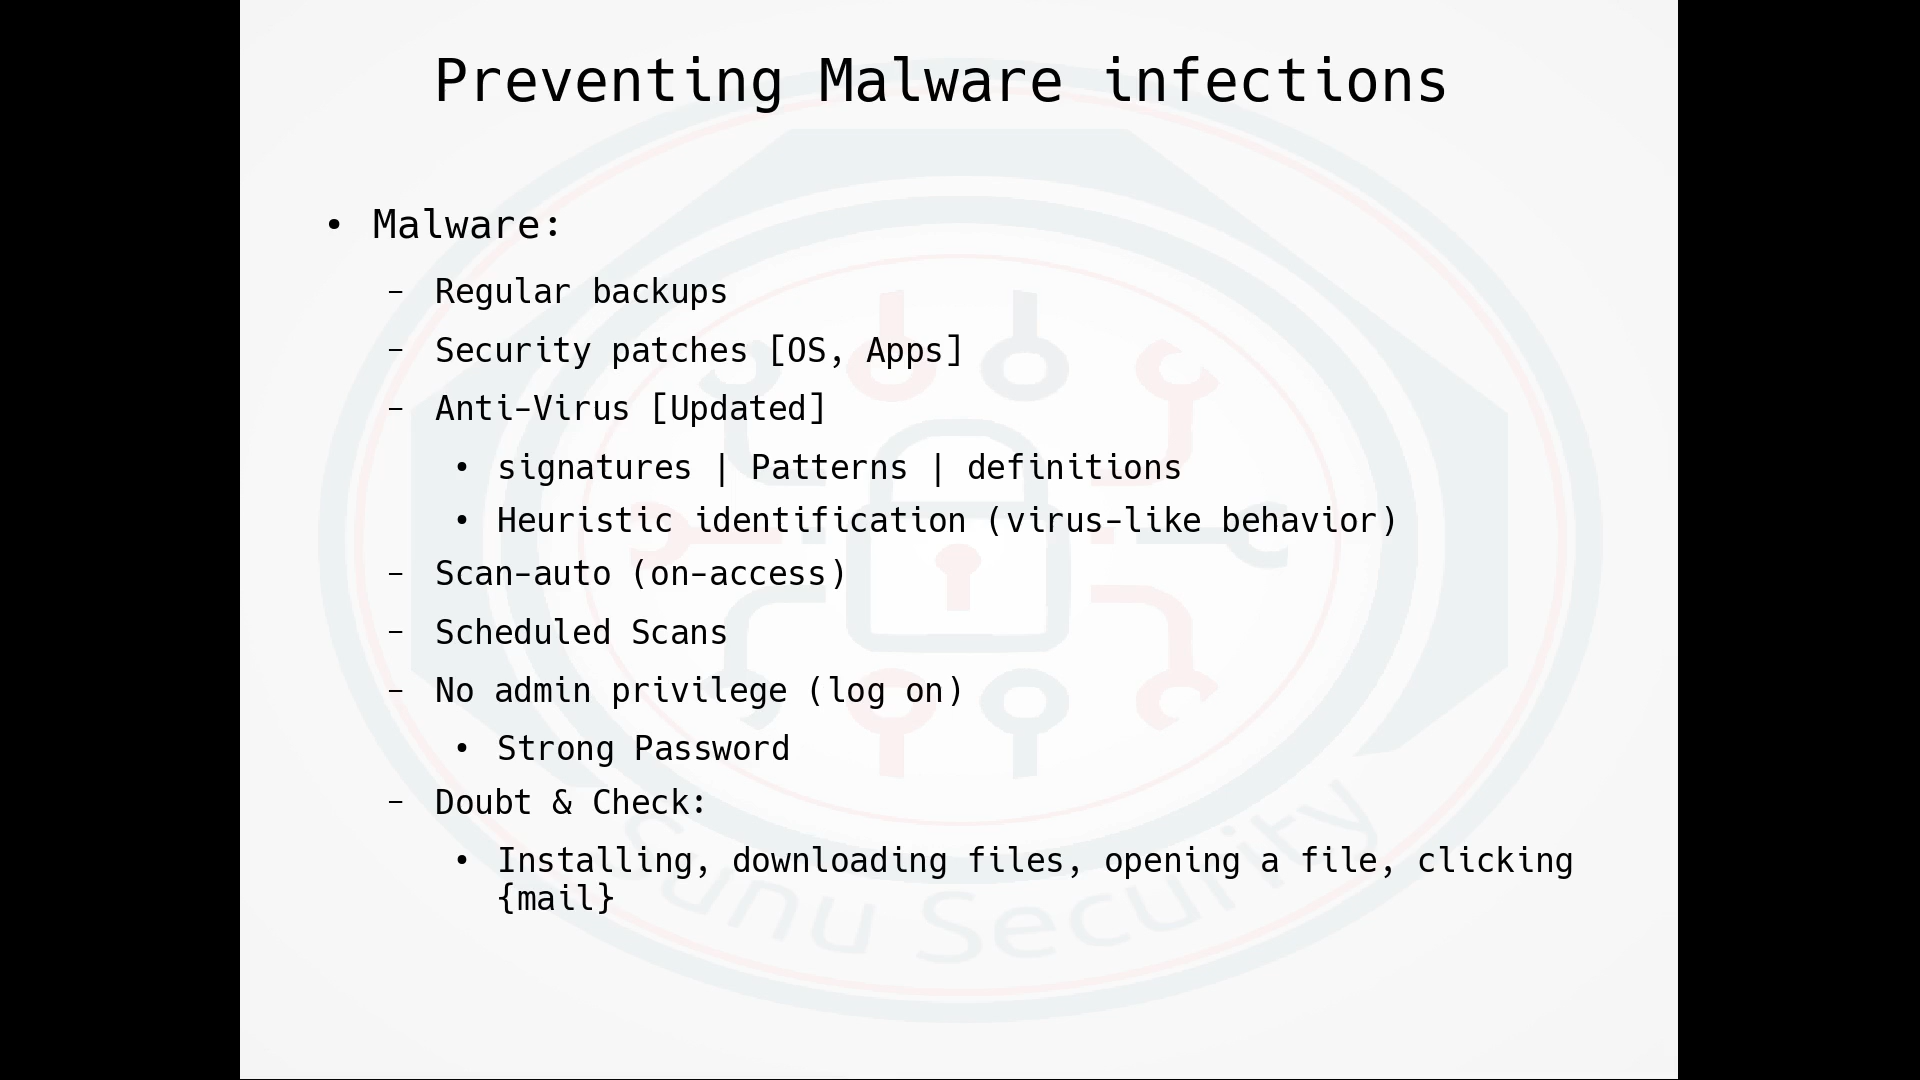 Preventing Malware infections
• Malware:
– Regular backups
– Security patches [OS, Apps]
– Anti-Virus [Updated]
• signatures | Patterns | definitions
• Heuristic identification (virus-like behavior)
– Scan-auto (on-access)
– Scheduled Scans
– No admin privilege (log on)
• Strong Password
– Doubt & Check:
• Installing, downloading files, opening a file, clicking
{mail}
Security